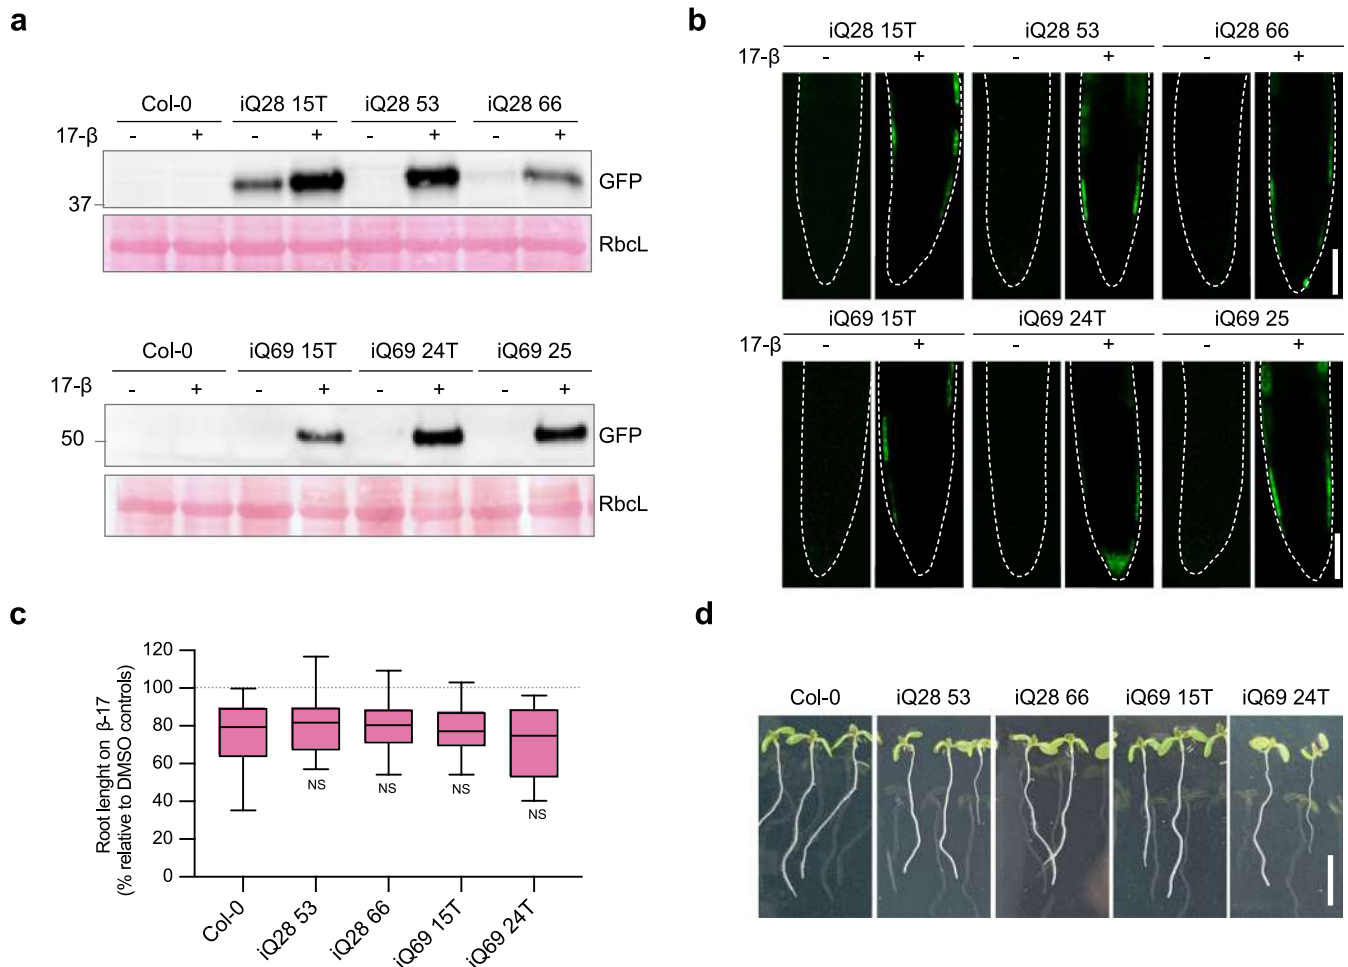 a
Col-0 iQ28 15T iQ28 53 iQ28 66
17-β - + - + - + - +
GFP
37
RbcL
Col-0 iQ69 15T iQ69 24T iQ69 25
17-β - + - + - + - +
50 GFP
RbcL
b
iQ28 15T iQ28 53 iQ28 66
17-β - + - + - +
iQ69 15T iQ69 24T iQ69 25
17-β - + - + - +
c
Root lenght on β-17
(% relative to DMSO controls)
120
100
80
60
40
20
0
NS NS NS NS
Col-0 iQ28 53 iQ28 66 iQ69 15T iQ69 24T
d
Col-0 iQ28 53 iQ28 66 iQ69 15T iQ69 24T